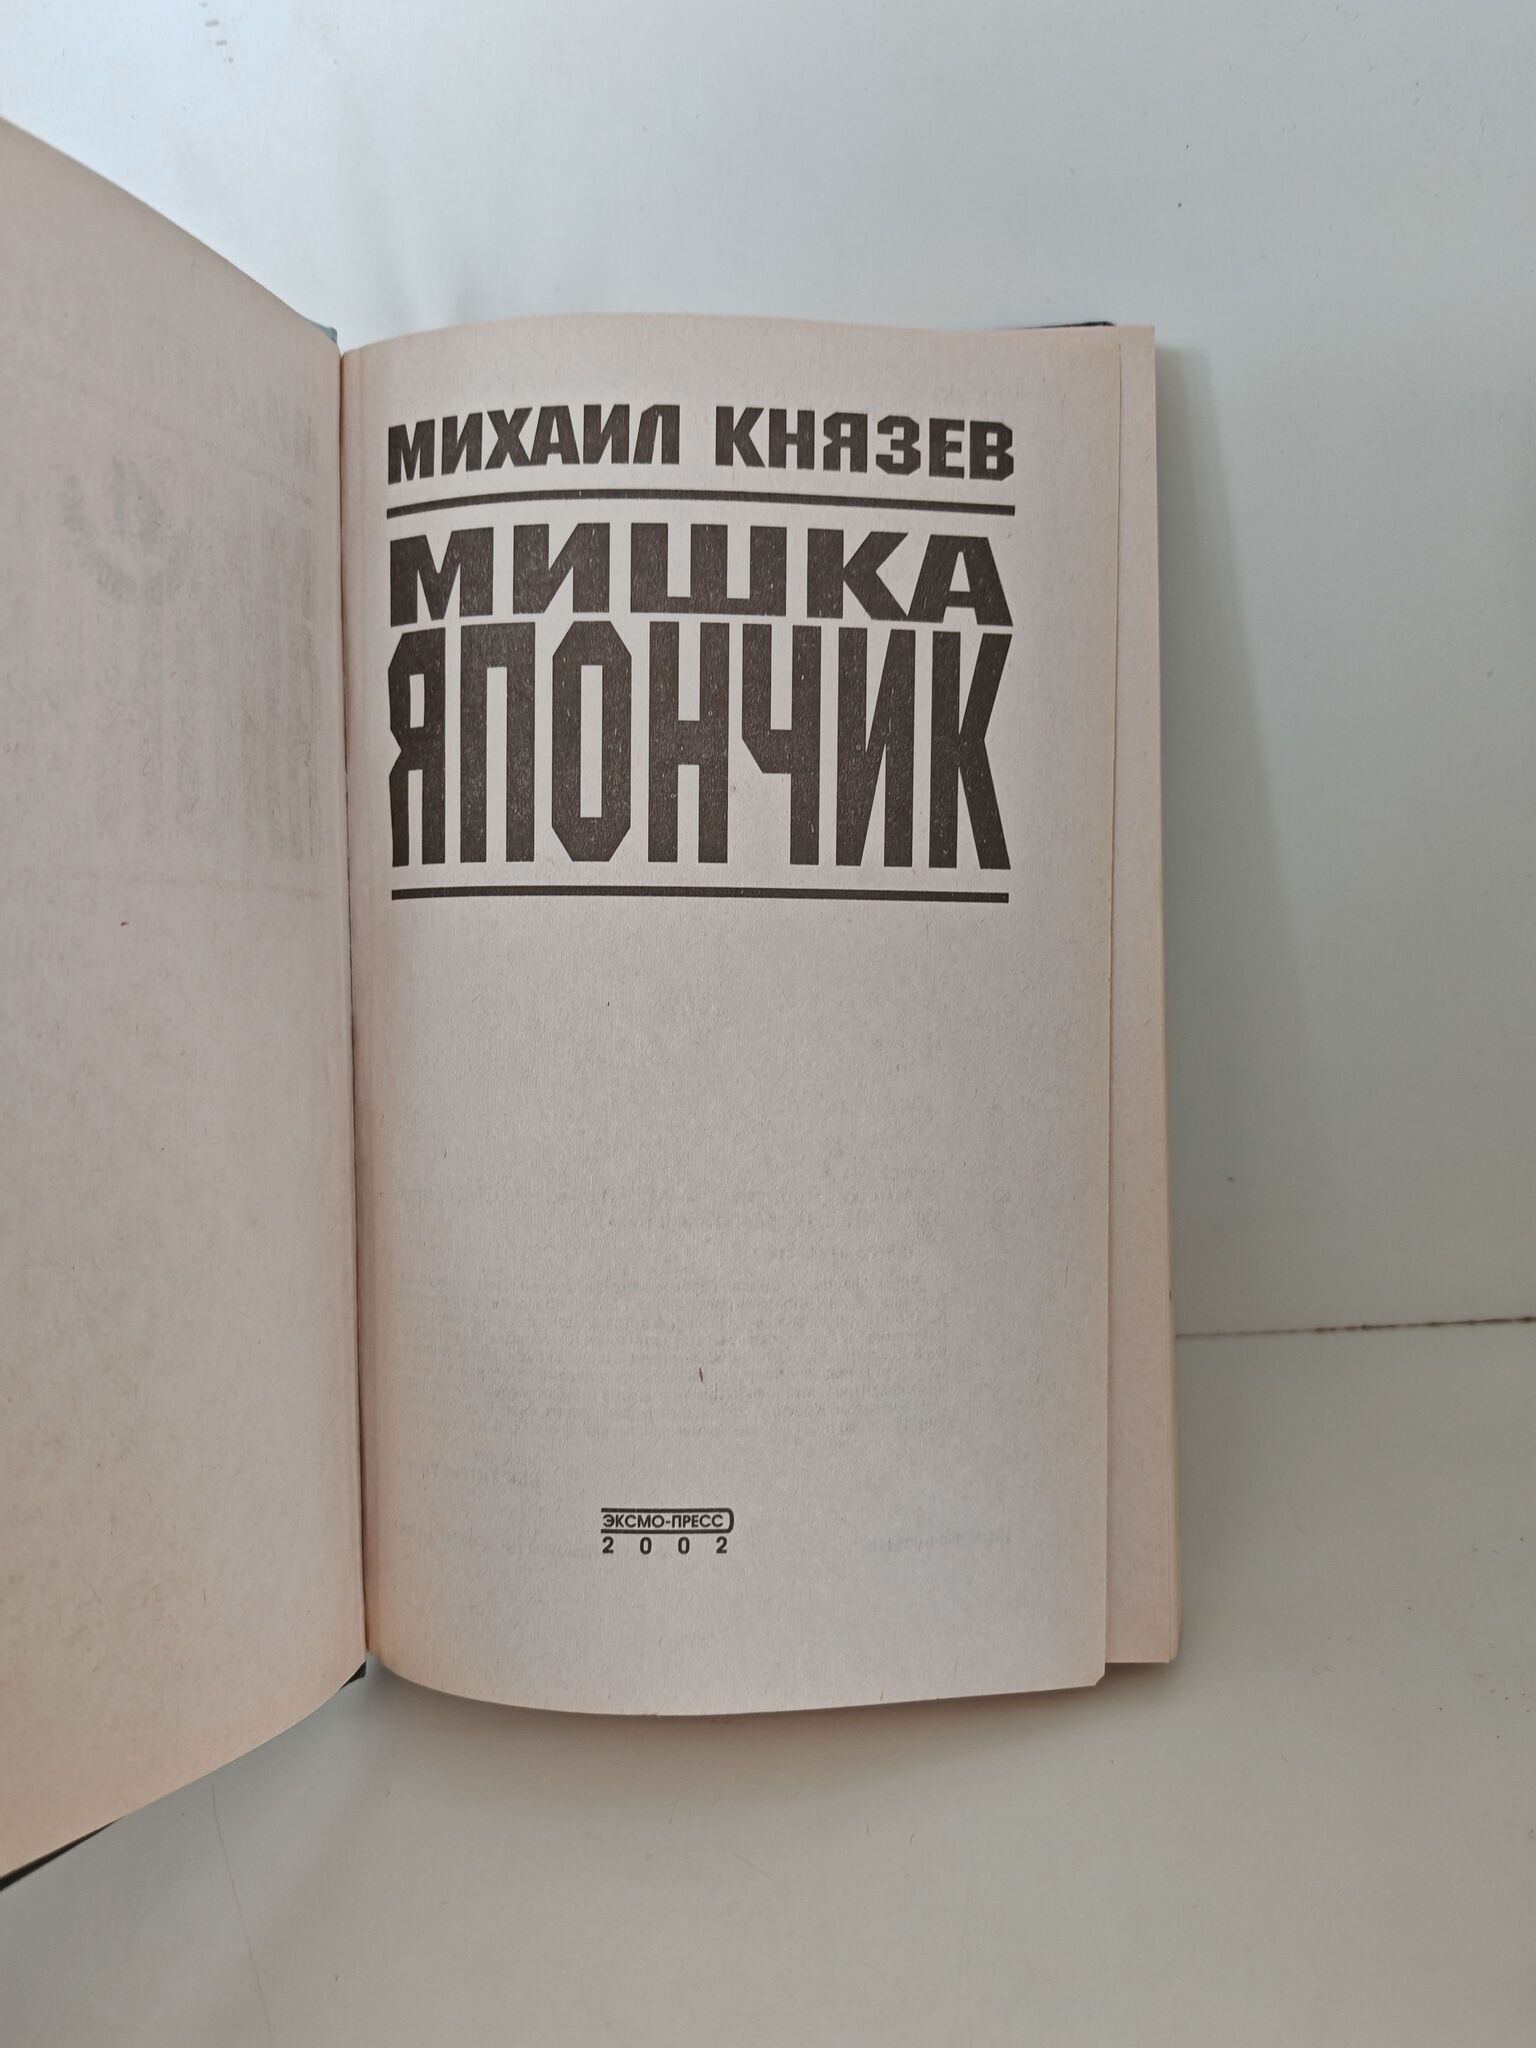 МИХАИЛ КНЯЗЕВ
МИШКА
ЯПОНЧИК
ЭКСМО-ПРЕСС
2002